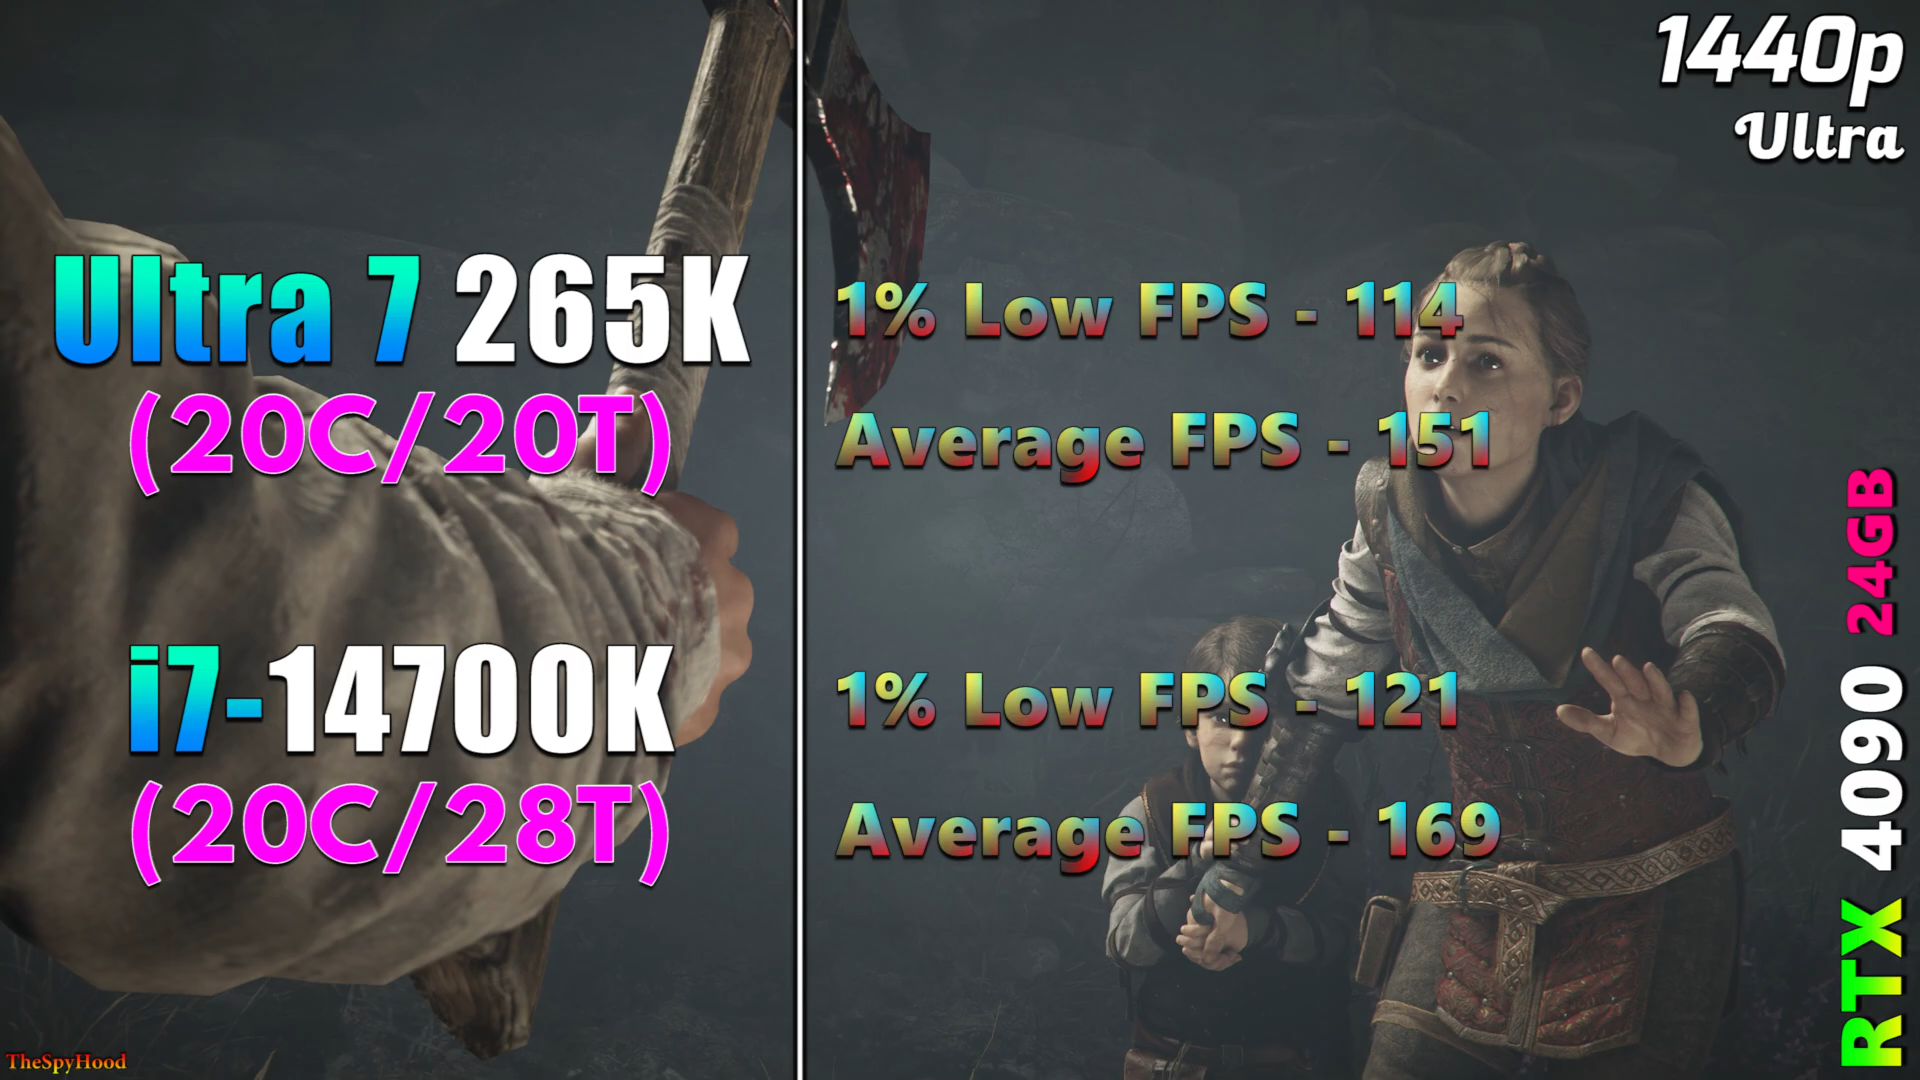 1440p
Ultra
Ultra 7 265K
(20C/20T)
1% Low FPS - 114
Average FPS - 151
i7-14700K
(20C/28T)
1% Low FPS - 121
Average FPS - 169
RTX 4090 24GB
TheSpyHood